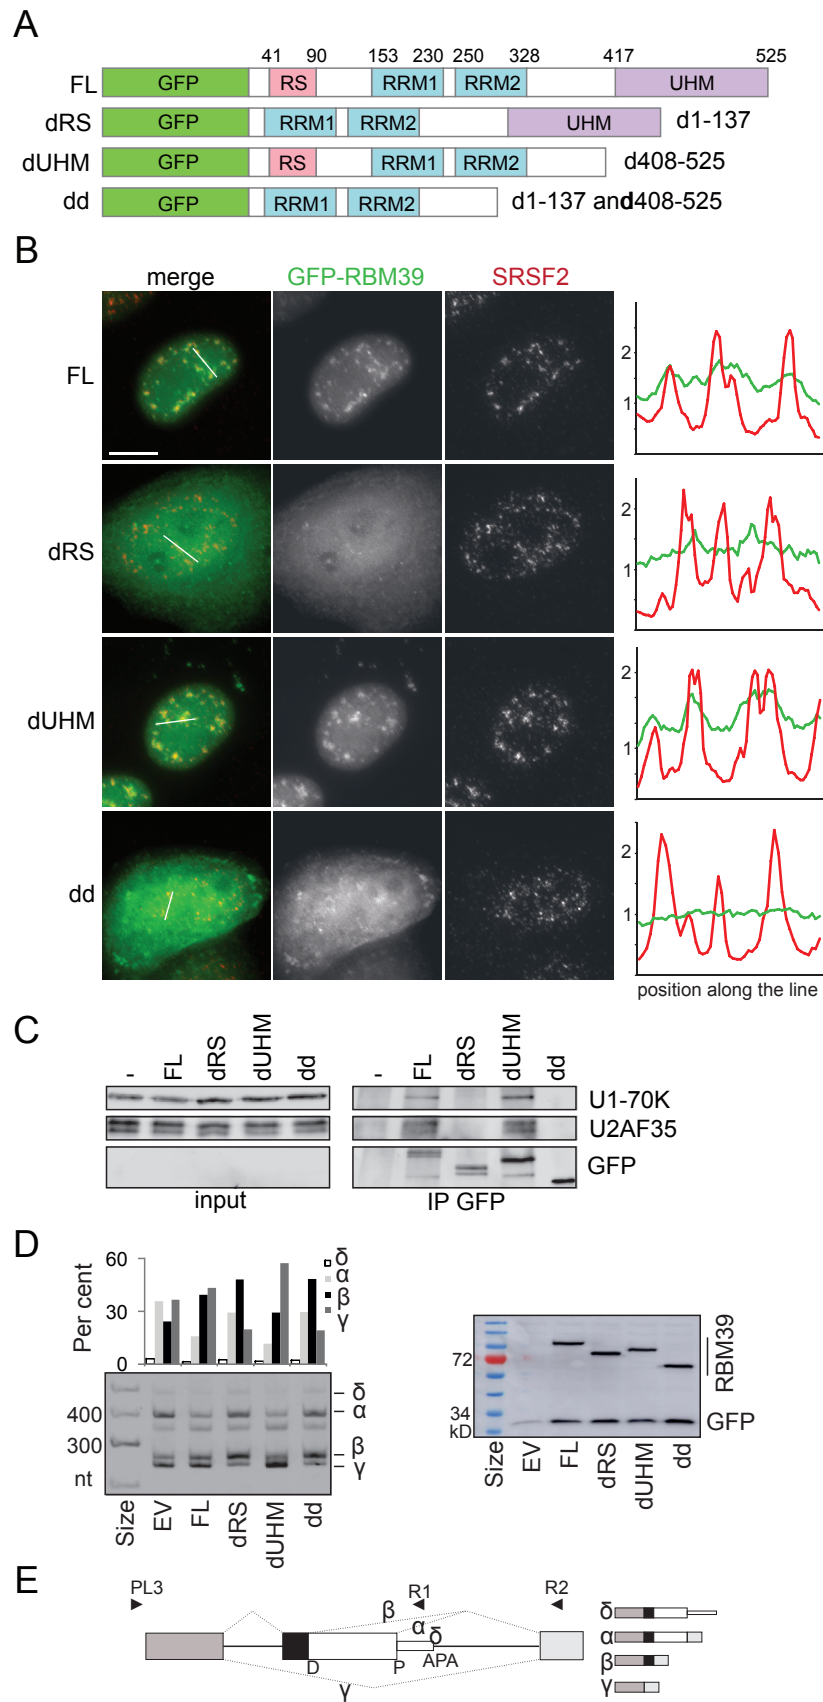 A
41 90 153 230 250 328 417 525
FL GFP RS RRM1 RRM2 UHM
dRS GFP RRM1 RRM2 UHM d1-137
dUHM GFP RS RRM1 RRM2 d408-525
dd GFP RRM1 RRM2 d1-137 and d408-525
B
merge GFP-RBM39 SRSF2
FL
2
1
dRS
2
1
dUHM
2
1
dd
2
1
position along the line
C
- FL dRS dUHM dd
- FL dRS dUHM dd
U1-70K
U2AF35
GFP
input IP GFP
D
60
30
0
Per cent
δ
α
β
γ
400
300
nt
δ
α
β
γ
Size EV FL dRS dUHM dd
72
34
kD
RBM39
GFP
Size EV FL dRS dUHM dd
E
PL3 R1 R2
β
α
δ
D P APA
γ
δ
α
β
γ